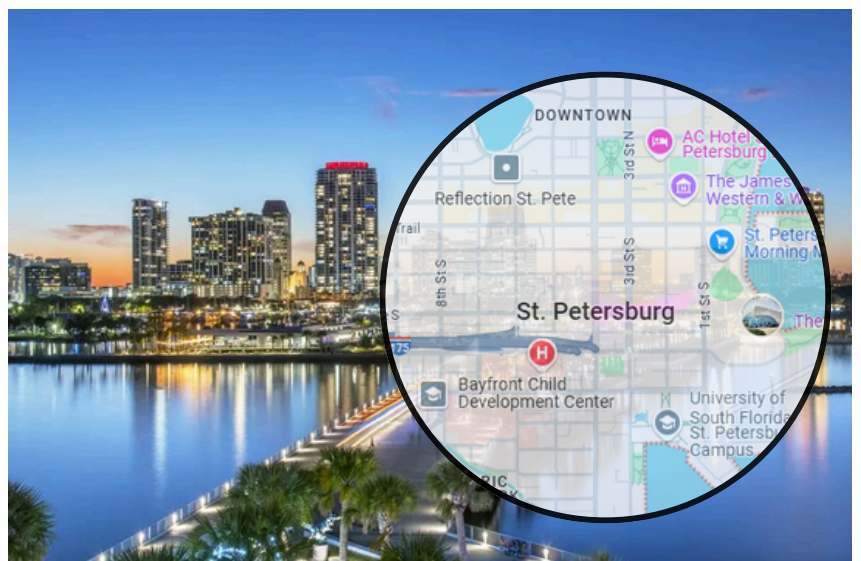 DOWNTOWN
3rd St N
AC Hotel
Petersburg
The James
Western & W
Reflection St. Pete
Trail
St. Peters
Morning M
8th St S
3rd St S
1st St S
St. Petersburg
S
The
175
H
Bayfront Child
Development Center
University of
South Florida
St. Petersbu
Campus